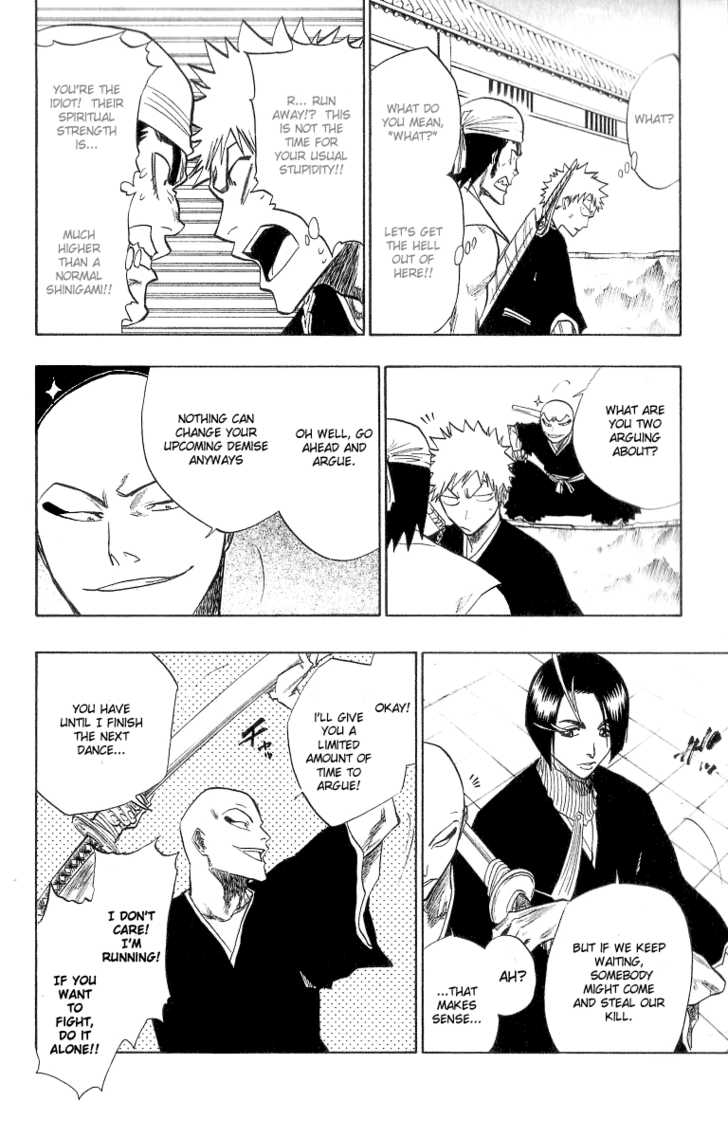 WHAT?
WHAT DO
YOU MEAN,
"WHAT?"
LET'S GET
THE HELL
OUT OF
HERE!!
R... RUN
AWAY!? THIS
IS NOT THE
TIME FOR
YOUR USUAL
STUPIDITY!!
YOU'RE THE
IDIOT! THEIR
SPIRITUAL
STRENGTH
IS...
MUCH
HIGHER
THAN A
NORMAL
SHINIGAMI!!
WHAT ARE
YOU TWO
ARGUING
ABOUT?
OH WELL, GO
AHEAD AND
ARGUE.
NOTHING CAN
CHANGE YOUR
UPCOMING DEMISE
ANYWAYS
BUT IF WE KEEP
WAITING,
SOMEBODY
MIGHT COME
AND STEAL OUR
KILL.
AH?
...THAT
MAKES
SENSE...
OKAY!
I'LL GIVE
YOU A
LIMITED
AMOUNT OF
TIME TO
ARGUE!
YOU HAVE
UNTIL I FINISH
THE NEXT
DANCE...
I DON'T
CARE!
I'M
RUNNING!
IF YOU
WANT
TO
FIGHT,
DO IT
ALONE!!